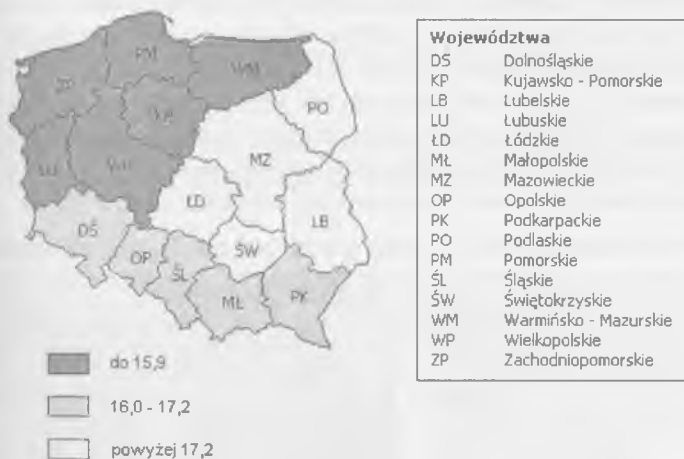 PM
WM
ZP
PO
MZ
WP
ŁD
LB
DŚ
ŚW
OP
ŚL
MŁ
PK
do 15,9
16,0 - 17,2
powyżej 17,2
Województwa
DŚ Dolnośląskie
KP Kujawsko - Pomorskie
LB Lubelskie
LU Lubuskie
ŁD Łódzkie
MŁ Małopolskie
MZ Mazowieckie
OP Opolskie
PK Podkarpackie
PO Podlaskie
PM Pomorskie
ŚL Śląskie
ŚW Świętokrzyskie
WM Warmińsko - Mazurskie
WP Wielkopolskie
ZP Zachodniopomorskie